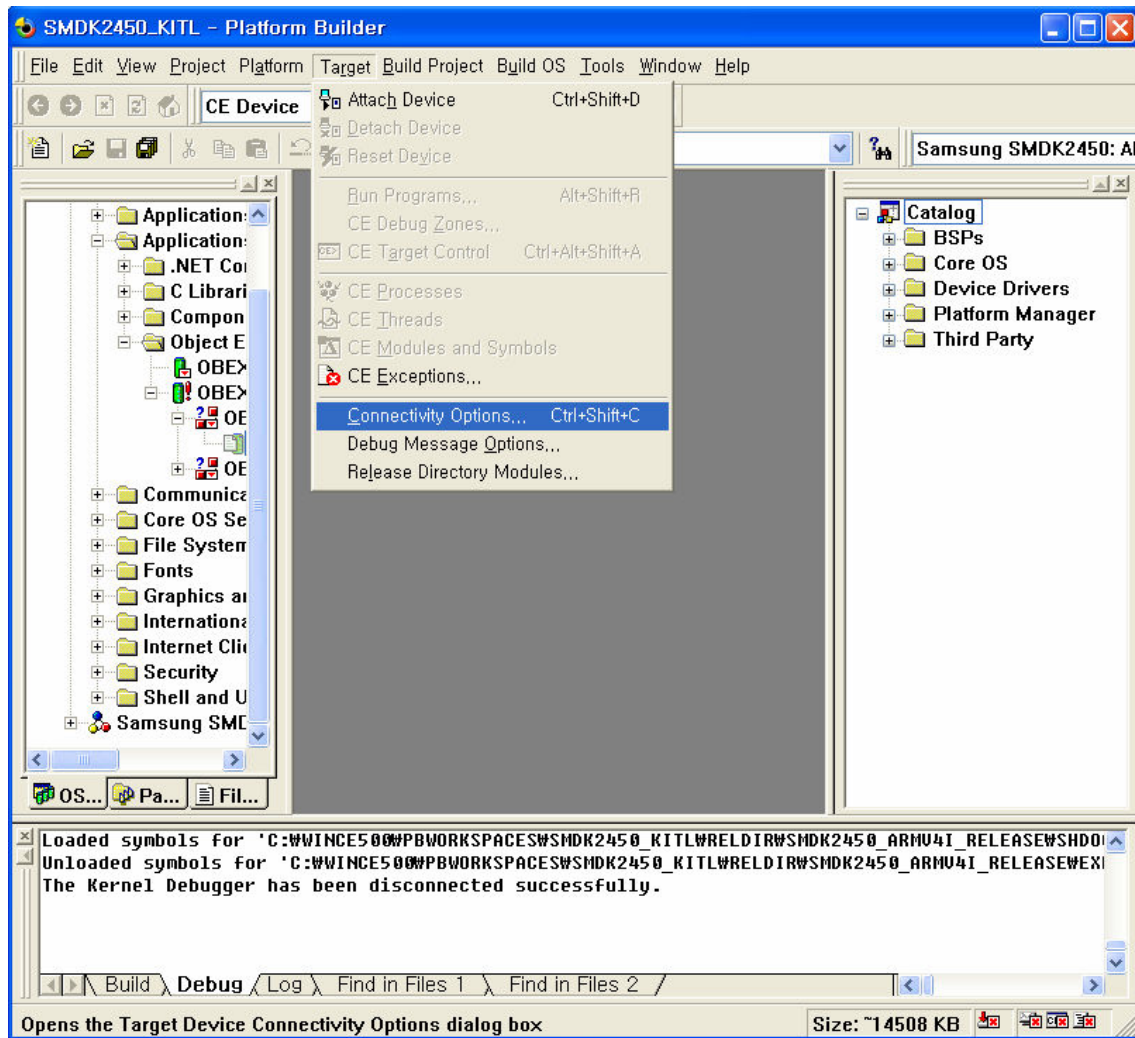 SMDK2450_KITL - Platform Builder
File Edit View Project Platform Target Build Project Build OS Tools Window Help
CE Device
Attach Device Ctrl+Shift+D
Detach Device
Reset Device
Samsung SMDK2450: A
Run Programs... Alt+Shift+R
CE Debug Zones...
CE Target Control Ctrl+Alt+Shift+A
CE Processes
CE Threads
CE Modules and Symbols
CE Exceptions...
Connectivity Options... Ctrl+Shift+C
Debug Message Options...
Release Directory Modules...
Application
Application
.NET Co
C Librari
Compon
Object E
OBEX
OBEX
OE
OE
Communica
Core OS Se
File System
Fonts
Graphics a
Internationa
Internet Clie
Security
Shell and U
Samsung SMD
OS... Pa... Fil...
Catalog
BSPs
Core OS
Device Drivers
Platform Manager
Third Party
Loaded symbols for 'C:₩WINCE500₩PBWORKSPACES₩SMDK2450_KITL₩RELDIR₩SMDK2450_ARMV4I_RELEASE₩SHDO
Unloaded symbols for 'C:₩WINCE500₩PBWORKSPACES₩SMDK2450_KITL₩RELDIR₩SMDK2450_ARMV4I_RELEASE₩EX
The Kernel Debugger has been disconnected successfully.
Build Debug Log Find in Files 1 Find in Files 2
Opens the Target Device Connectivity Options dialog box
Size: ~14508 KB